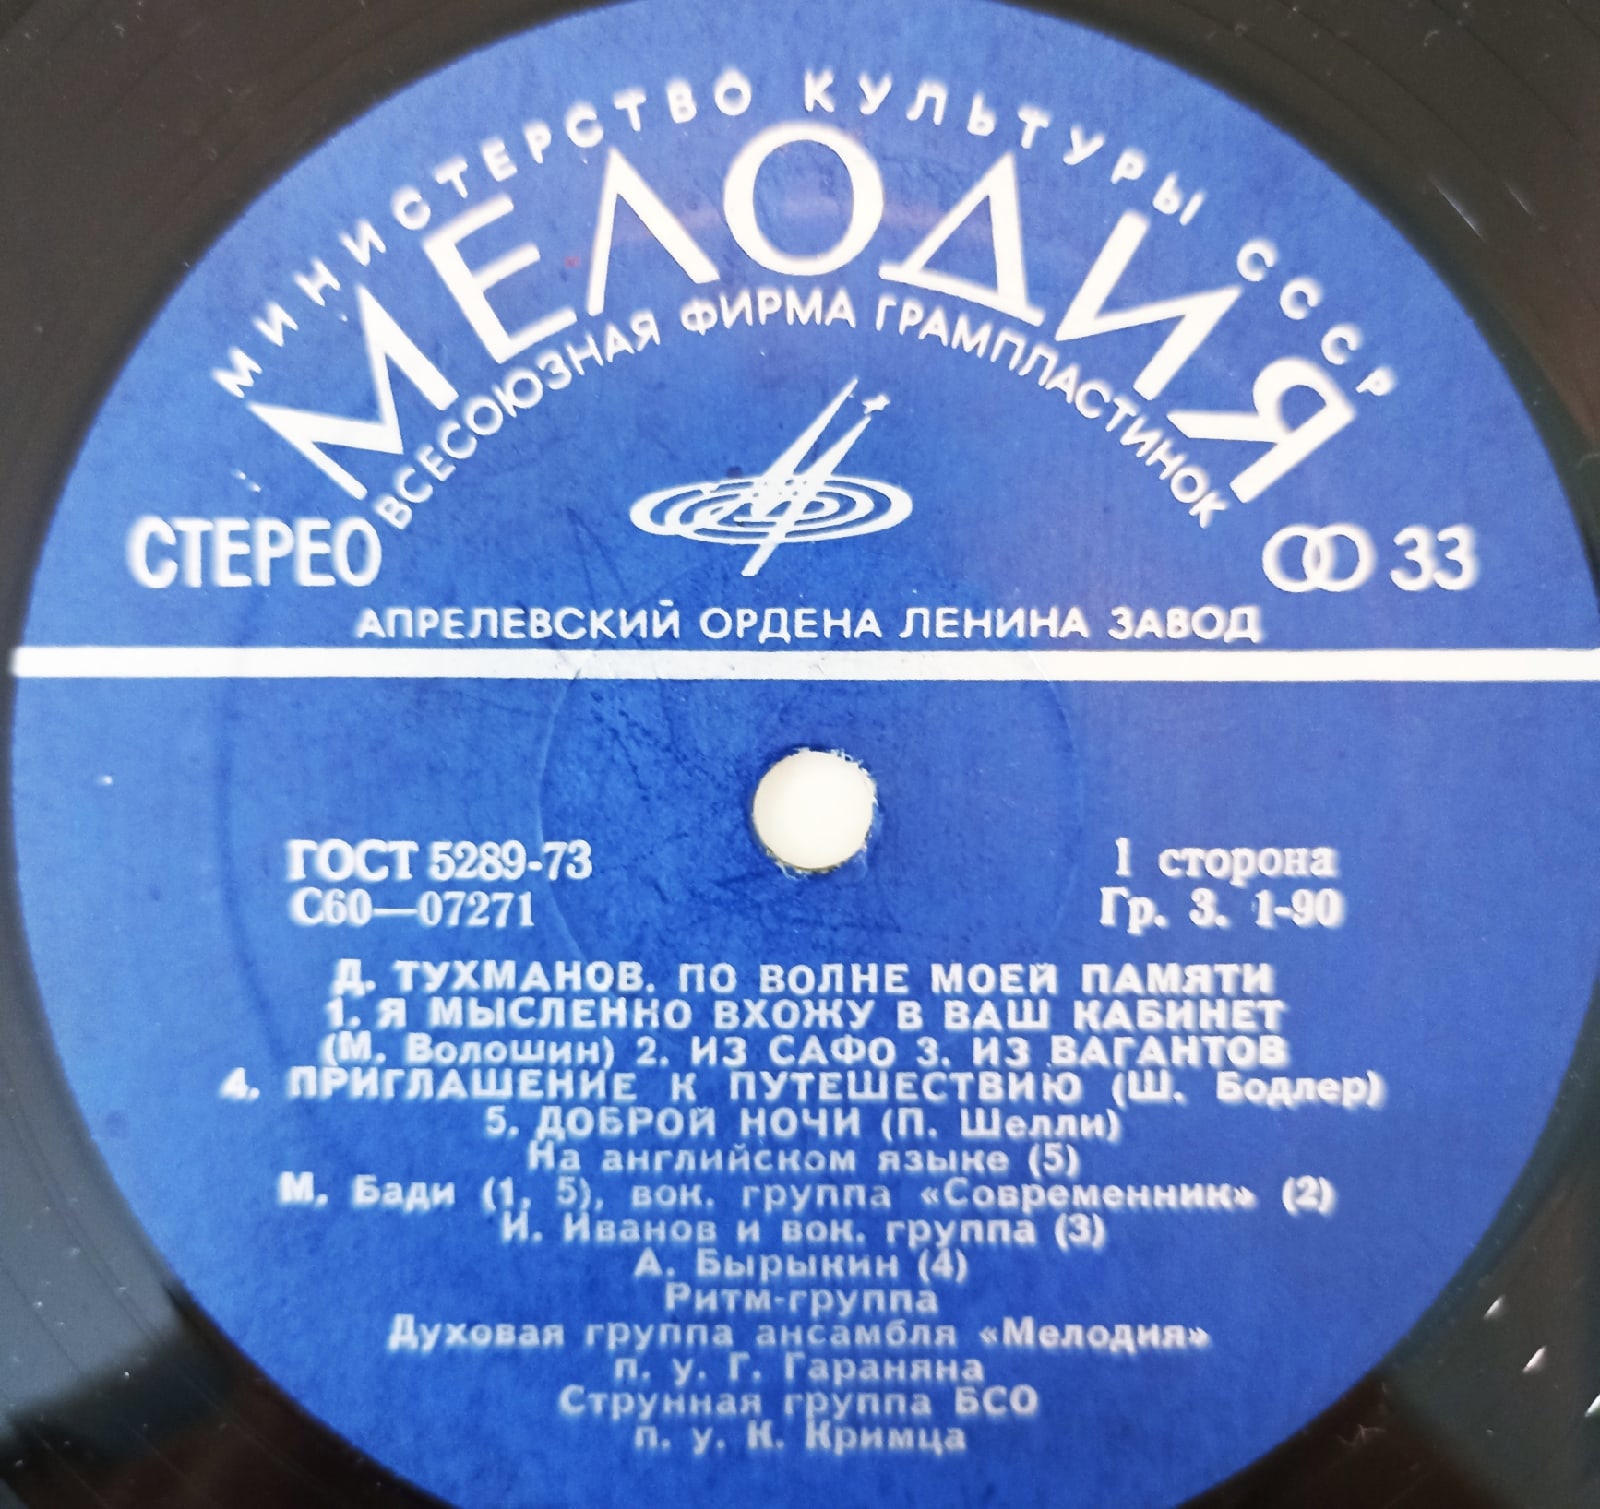 МИНИСТЕРСТВО КУЛЬТУРЫ СССР
МЕЛОДИЯ
ВСЕСОЮЗНАЯ ФИРМА ГРАМПЛАСТИНОК
СТЕРЕО
33
АПРЕЛЕВСКИЙ ОРДЕНА ЛЕНИНА ЗАВОД
ГОСТ 5289-73
1 сторона
С60—07271
Гр. 3. 1-90
Д. ТУХМАНОВ. ПО ВОЛНЕ МОЕЙ ПАМЯТИ
1. Я МЫСЛЕННО ВХОЖУ В ВАШ КАБИНЕТ
(М. Волошин) 2. ИЗ САФО 3. ИЗ ВАГАНТОВ
4. ПРИГЛАШЕНИЕ К ПУТЕШЕСТВИЮ (Ш. Бодлер)
5. ДОБРОЙ НОЧИ (П. Шелли)
На английском языке (5)
М. Бади (1, 5), вок. группа «Современник» (2)
И. Иванов и вок. группа (3)
А. Бырыкин (4)
Ритм-группа
Духовая группа ансамбля «Мелодия»
п. у. Г. Гараняна
Струнная группа БСО
п. у. К. Кримца